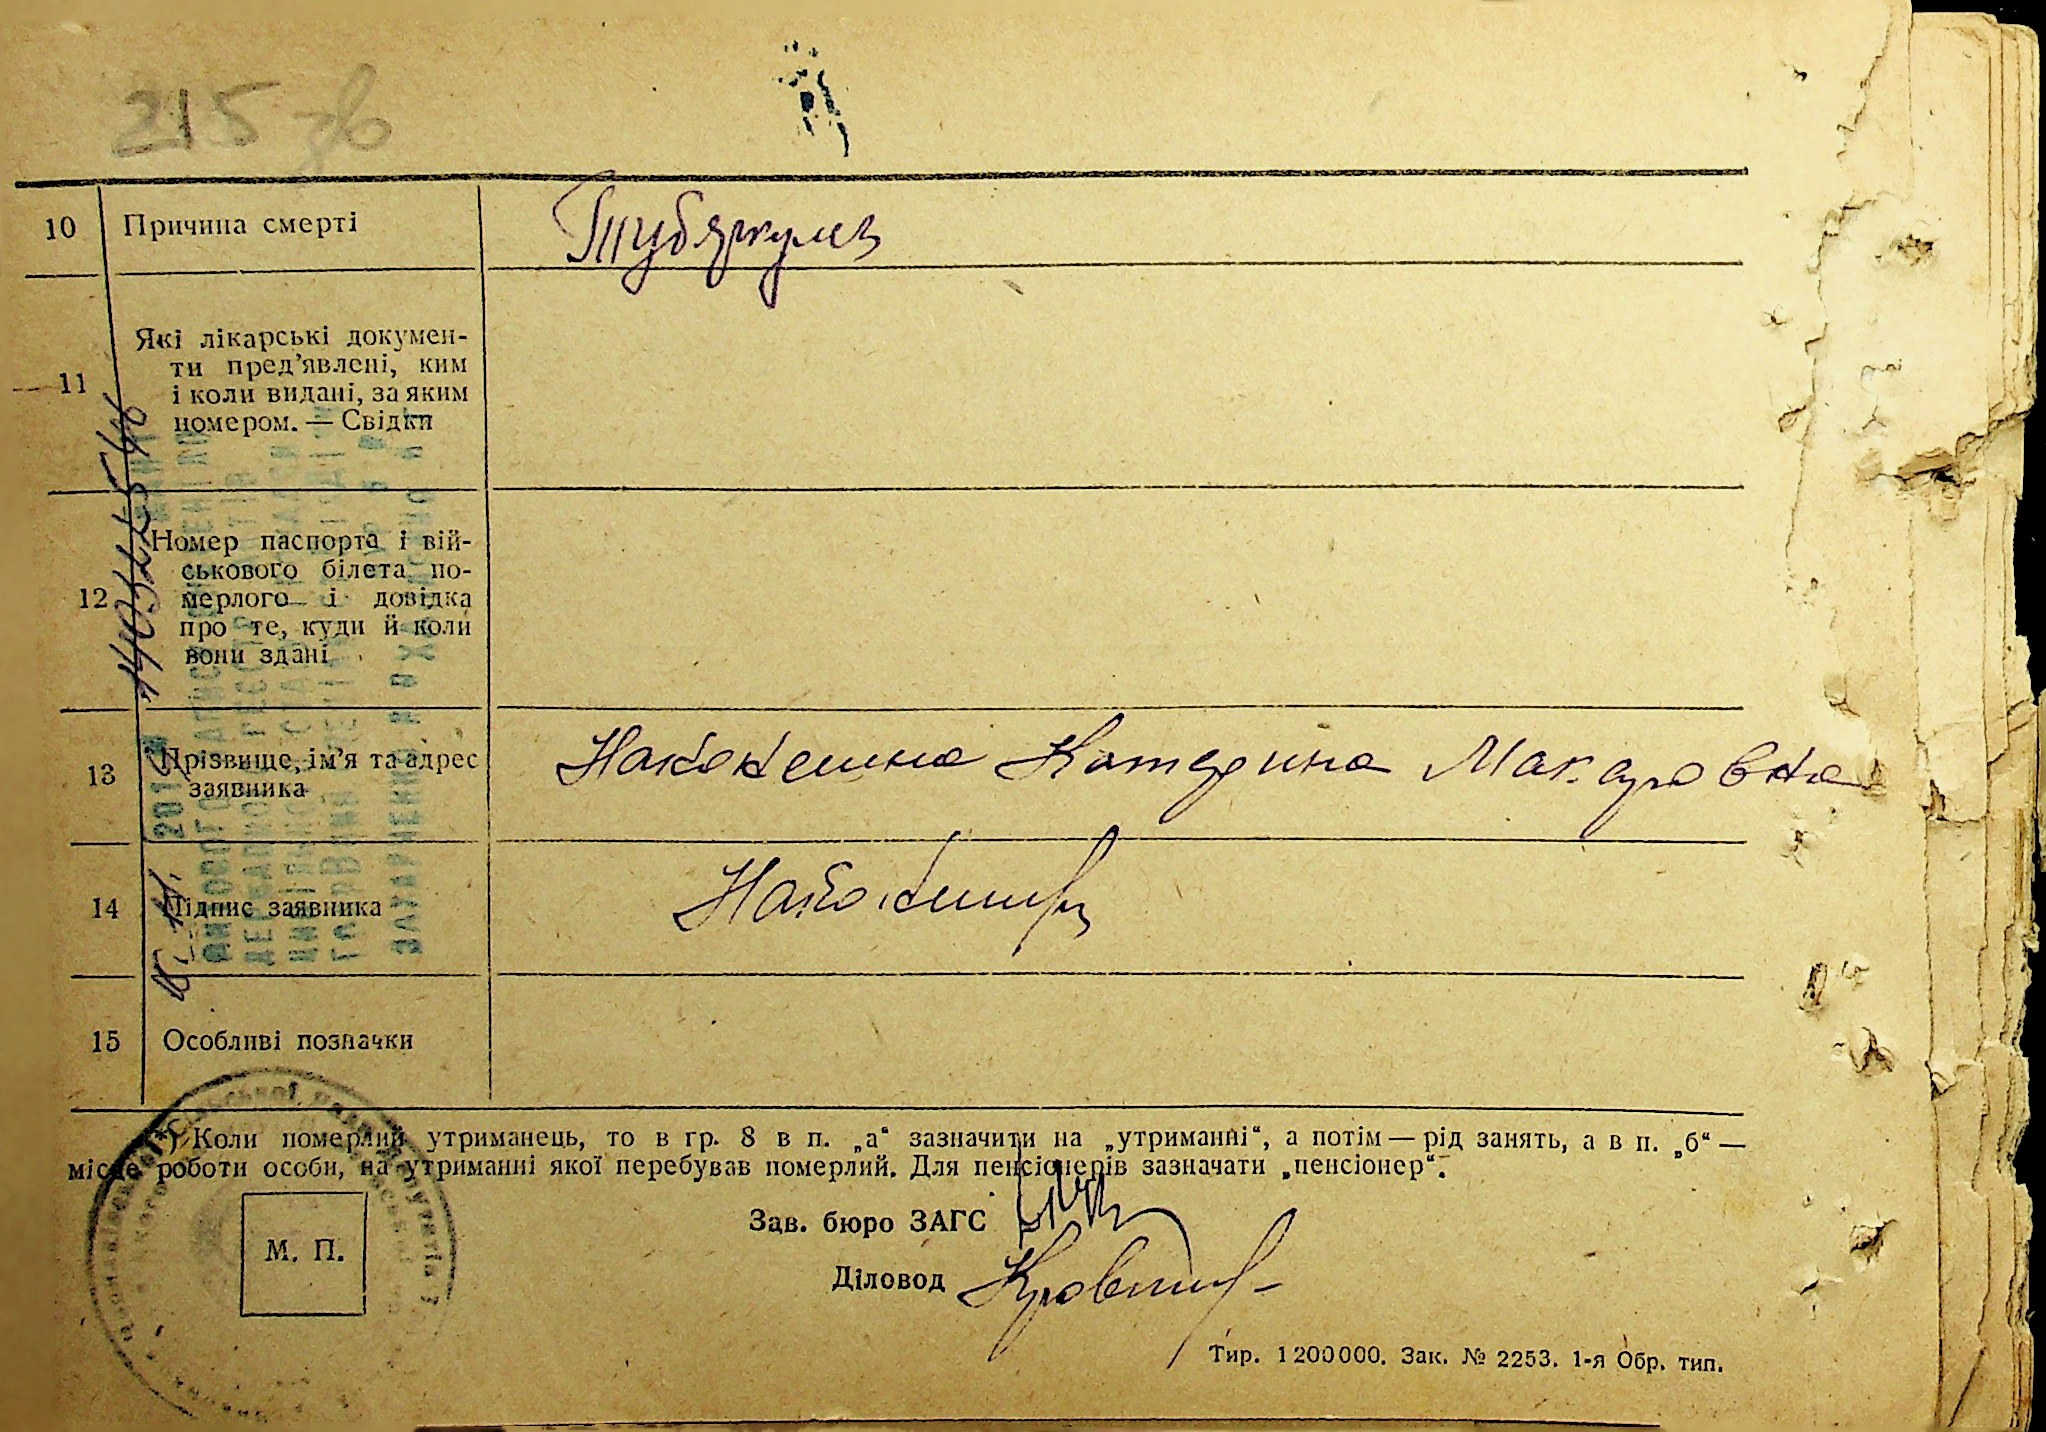 215 зв
10 Причина смерті Тубяркулез
11 Які лікарські докумен-
ти пред’явлені, ким
і коли видані, за яким
номером. — Свідки
12 Номер паспорта і вій-
ськового білета по-
мерлого і довідка
про те, куди й коли
вони здані
13 Прізвище, ім’я та адрес
заявника
Катерина Макаровна
14 Підпис заявника
15 Особливі позначки
*) Коли померлий утриманець, то в гр. 8 в п. „а“ зазначити на „утриманні“, а потім — рід занять, а в п. „б“ —
місце роботи особи, на утриманні якої перебував померлий. Для пенсіонерів зазначати „пенсіонер“.
М. П.
Зав. бюро ЗАГС
Діловод
Тир. 1200000. Зак. № 2253. 1-я Обр. тип.